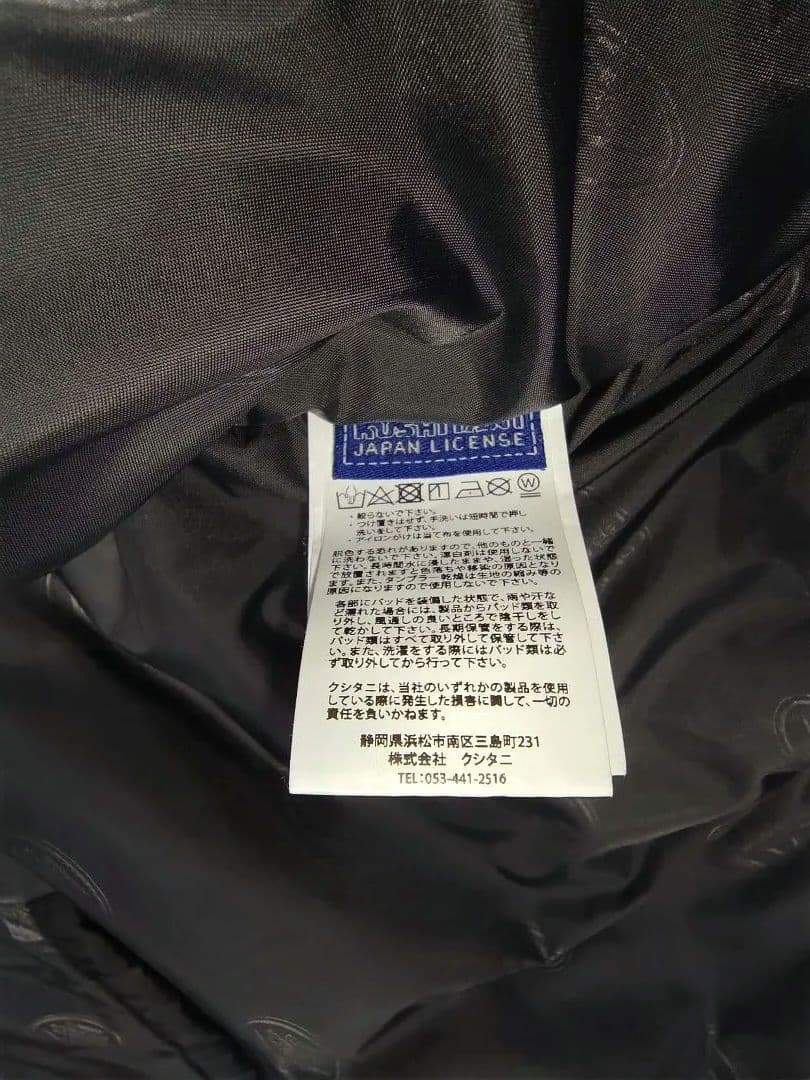 KUSHITANI
JAPAN LICENSE
・絞らないで下さい。
・つけ置きはせず、手洗いは短時間で押し
洗いをして下さい。
・アイロンがけは当て布を使用して下さい。
脱色する恐れがありますので、他のものと一緒
に洗わないで下さい。漂白剤は使用しないで
下さい。長時間水に浸したままや、湿った状態
で放置されますと色落ちや移染の原因となり
ます。また、タンブラー乾燥は生地の縮み等の
原因になりますので使用しないで下さい。
各部にパッドを装備した状態で、雨や汗な
ど濡れた場合には、製品からパッド類を取
り外し、風通しの良いところで陰干しをし
て乾かして下さい。長期保管をする際は、
パッド類はすべて取り外して保管して下さ
い。また、洗濯をする際にはパッド類は必
ず取り外してから行って下さい。
クシタニは、当社のいずれかの製品を使用
している際に発生した損害に関して、一切の
責任を負いかねます。
静岡県浜松市南区三島町231
株式会社 クシタニ
TEL:053-441-2516